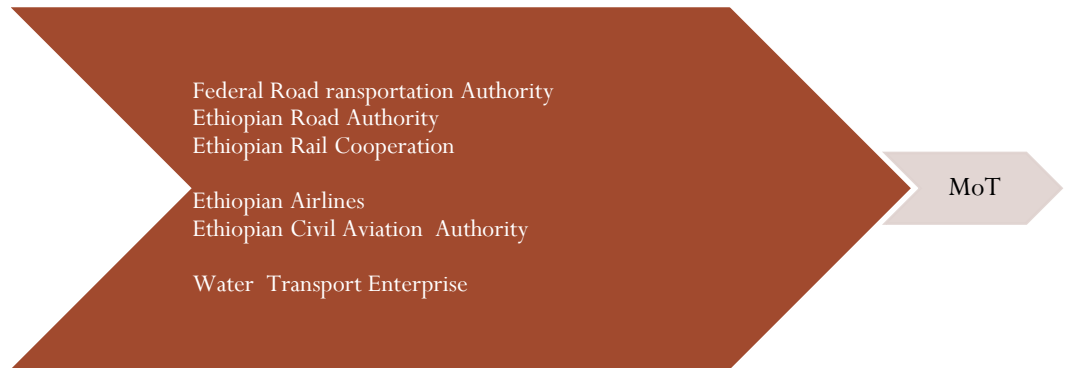 Federal Road ransportation Authority
Ethiopian Road Authority
Ethiopian Rail Cooperation
Ethiopian Airlines
Ethiopian Civil Aviation Authority
Water Transport Enterprise
MoT